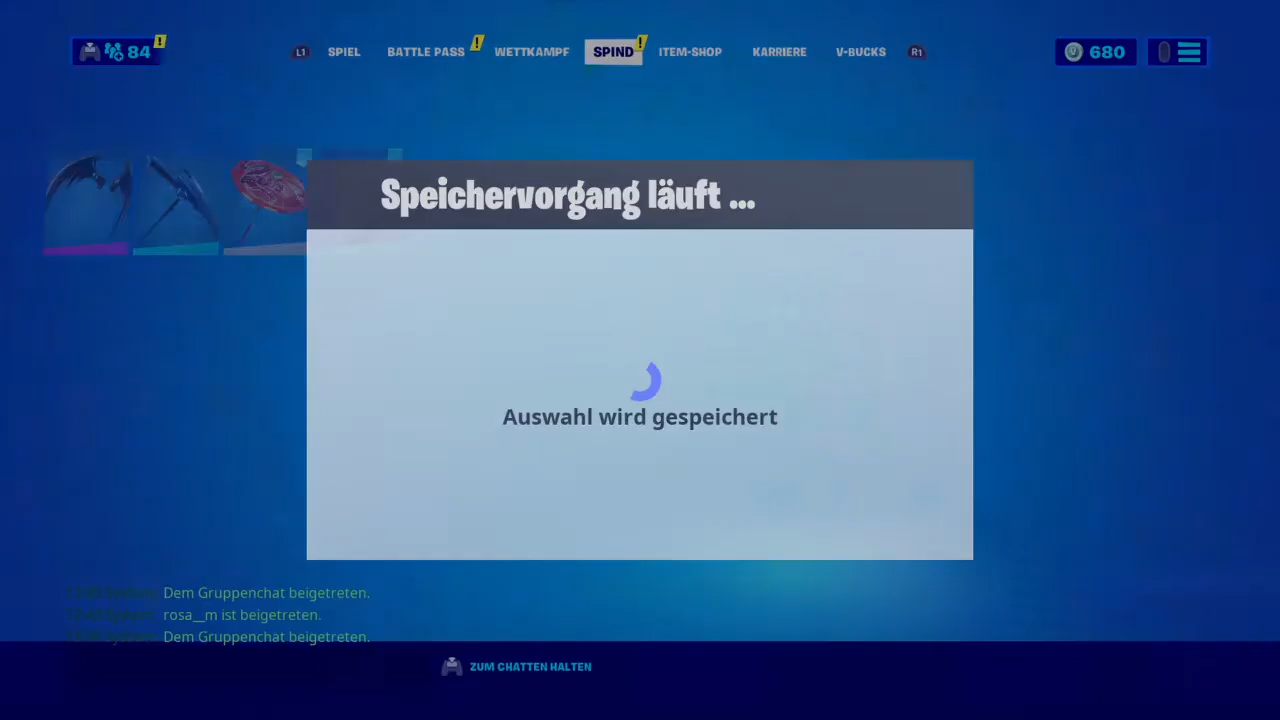 84
L1
SPIEL
BATTLE PASS
WETTKAMPF
SPIND
ITEM-SHOP
KARRIERE
V-BUCKS
R1
680
Speichervorgang läuft ...
Auswahl wird gespeichert
Dem Gruppenchat beigetreten.
rosa__m ist beigetreten.
Dem Gruppenchat beigetreten.
ZUM CHATTEN HALTEN